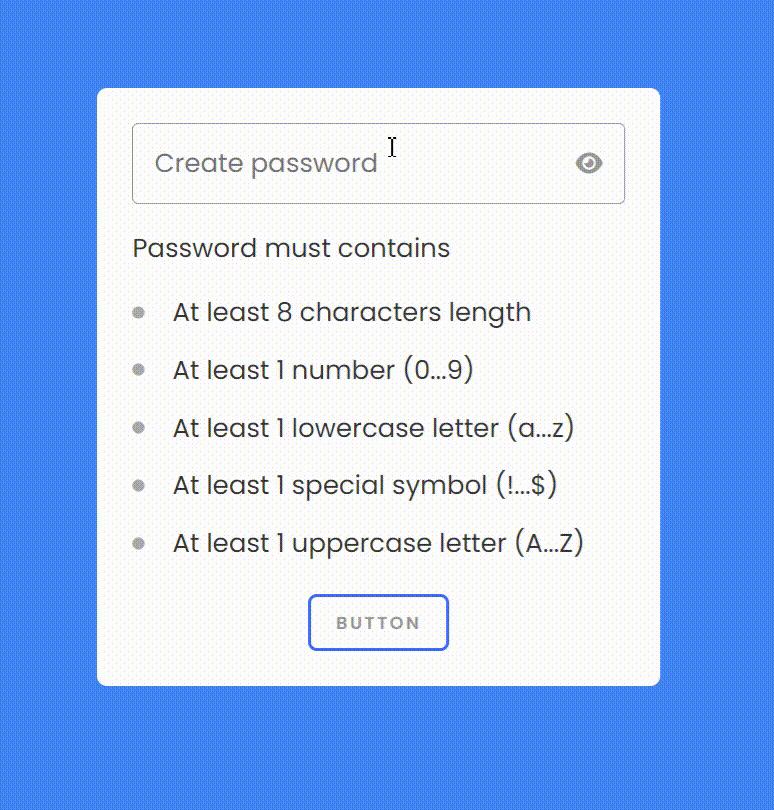 Create password
Password must contains
At least 8 characters length
At least 1 number (0...9)
At least 1 lowercase letter (a...z)
At least 1 special symbol (!...$)
At least 1 uppercase letter (A...Z)
BUTTON